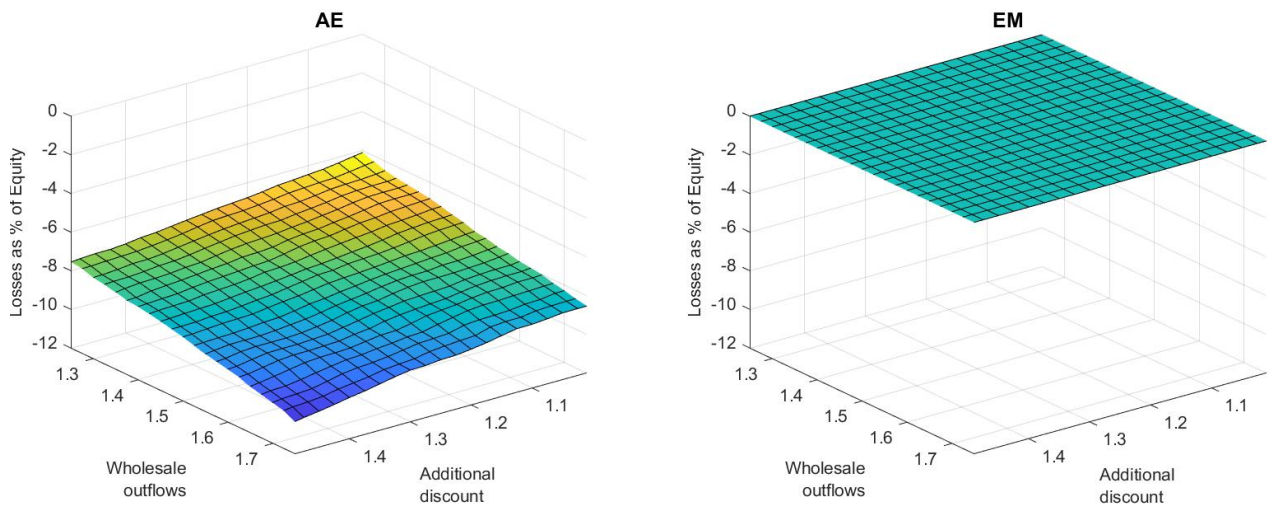 AE
0
-2
-4
-6
-8
-10
-12
Losses as % of Equity
1.3
1.4
1.5
1.6
1.7
Wholesale
outflows
1.4
1.3
1.2
1.1
Additional
discount
EM
0
-2
-4
-6
-8
-10
-12
Losses as % of Equity
1.3
1.4
1.5
1.6
1.7
Wholesale
outflows
1.4
1.3
1.2
1.1
Additional
discount